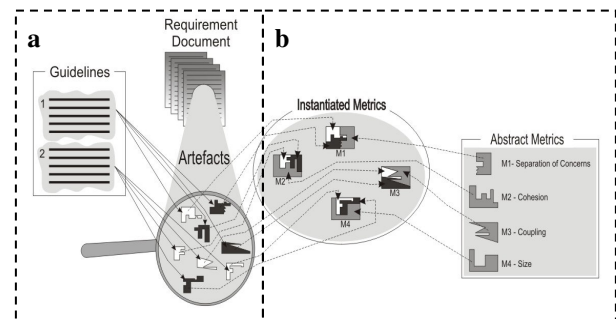 a
Requirement
Document
b
Guidelines
1
2
Artefacts
Instantiated Metrics
M1
M2
M3
M4
Abstract Metrics
M1- Separation of Concerns
M2 - Cohesion
M3 - Coupling
M4 - Size